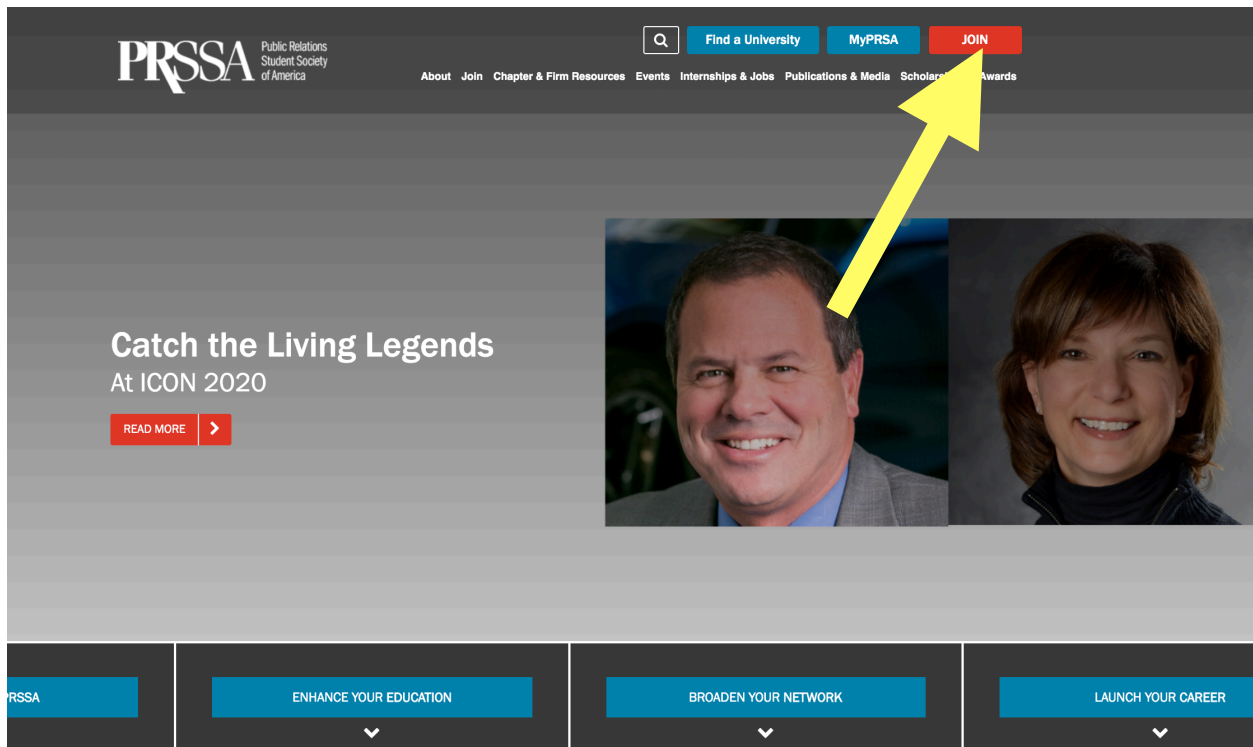 PRSSA
Public Relations
Student Society
of America
Find a University
MyPRSA
JOIN
About Join Chapter & Firm Resources Events Internships & Jobs Publications & Media Awards
Catch the Living Legends
At ICON 2020
READ MORE
ENHANCE YOUR EDUCATION
BROADEN YOUR NETWORK
LAUNCH YOUR CAREER